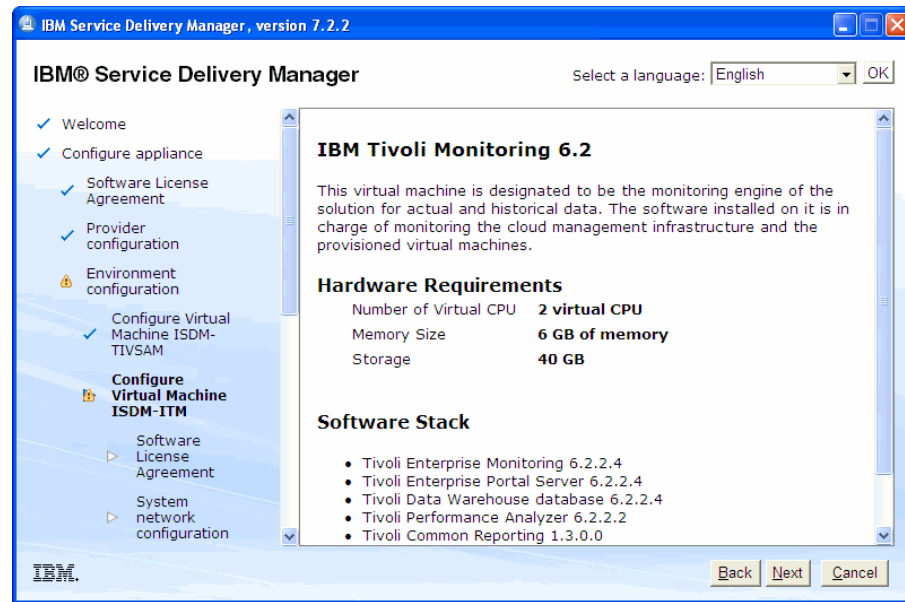 IBM Service Delivery Manager, version 7.2.2
IBM® Service Delivery Manager
Select a language: English OK
Welcome
Configure appliance
Software License
Agreement
Provider
configuration
Environment
configuration
Configure Virtual
Machine ISDM-
TIVSAM
Configure
Virtual Machine
ISDM-ITM
Software
License
Agreement
System
network
configuration
IBM Tivoli Monitoring 6.2
This virtual machine is designated to be the monitoring engine of the
solution for actual and historical data. The software installed on it is in
charge of monitoring the cloud management infrastructure and the
provisioned virtual machines.
Hardware Requirements
Number of Virtual CPU 2 virtual CPU
Memory Size 6 GB of memory
Storage 40 GB
Software Stack
• Tivoli Enterprise Monitoring 6.2.2.4
• Tivoli Enterprise Portal Server 6.2.2.4
• Tivoli Data Warehouse database 6.2.2.4
• Tivoli Performance Analyzer 6.2.2.2
• Tivoli Common Reporting 1.3.0.0
IBM.
Back Next Cancel